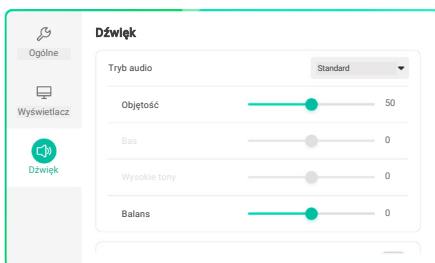 Ogólne
Wyświetlacz
Dźwięk
Dźwięk
Tryb audio Standard
Objętość 50
Bas 0
Wysokie tony 0
Balans 0